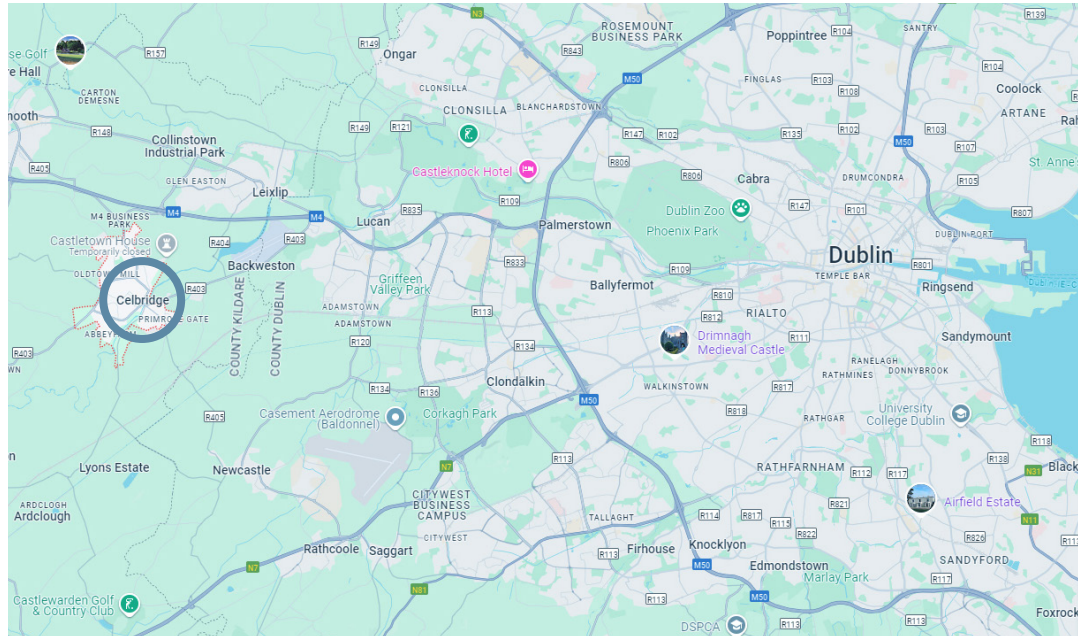 N3
ROSEMOUNT
BUSINESS PARK
R139
SANTRY
Poppintree
R104
R149
R843
R157
Ongar
M50
FINGLAS
R103
R108
R104
Coolock
CLONSILLA
CARTON
DEMESNE
CLONSILLA
BLANCHARDSTOWN
ARTANE
R149
R121
R147
R102
R135
R102
M50
R103
R107
R148
Collinstown
Industrial Park
R806
St. Anne
R405
Castleknock Hotel
R806
Cabra
DRUMCONDRA
R105
GLEN EASTON
Leixlip
R109
Dublin Zoo
R147
R101
M4
M4
Lucan
R835
Palmerstown
Phoenix Park
R807
M4 BUSINESS
PARK
Castletown House
Temporarily closed
R404
R403
DUBLIN PORT
Dublin
R833
Backweston
R109
TEMPLE BAR
R801
OLDTOWN MILL
Griffeen
Valley Park
Ballyfermot
Ringsend
Celbridge
R403
R810
ADAMSTOWN
R113
R812
RIALTO
PRIMROSE GATE
ADAMSTOWN
COUNTY KILDARE
COUNTY DUBLIN
Drimnagh
Medieval Castle
R111
Sandymount
R403
R120
R134
RANELAGH
RATHMINES
DONNYBROOK
Clondalkin
WALKINSTOWN
R817
R134
R136
M50
R405
Casement Aerodrome
(Baldonnel)
Corkagh Park
R818
RATHGAR
University
College Dublin
R118
R113
R138
Lyons Estate
Newcastle
N7
RATHFARNHAM
R112
R117
N31
ARDCLOGH
Ardclough
CITYWEST
BUSINESS
CAMPUS
R821
Airfield Estate
TALLAGHT
R114
R817
R115
N11
CITYWEST
R822
R826
R113
Rathcoole
Saggart
R113
Firhouse
Knocklyon
SANDYFORD
N7
M50
Edmondstown
Marlay Park
R117
N81
Castlewarden Golf
& Country Club
R113
M50
DSPCA
R113
R113
Foxrock